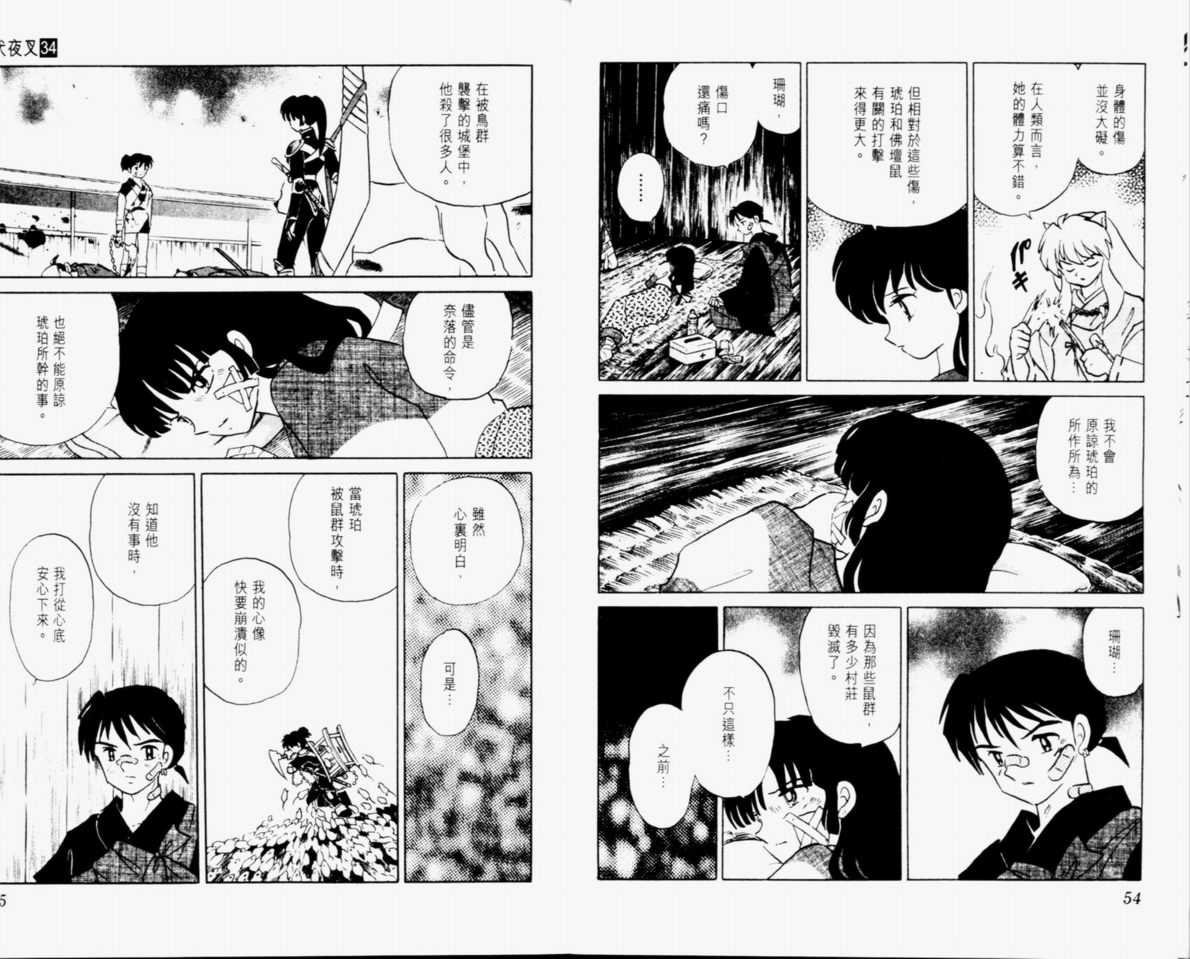 夜叉34
身體的傷
並沒大礙。
在人類而言，
她的體力算不錯。
パキ
但相對於這些傷，
琥珀和佛壇鼠
有關的打擊
來得更大。
珊瑚，
傷口
還痛嗎？
……
我不會
原諒琥珀的
所作所為…
珊瑚…
因為那些鼠群，
有多少村莊
毀滅了。
不只這樣…
之前…
54
在被鳥群
襲擊的城堡中，
他殺了很多人。
儘管是
奈落的命令，
也絕不能原諒
琥珀所幹的事。
雖然
心裏明白，
可是…
當琥珀
被鼠群攻擊時，
我的心像
快要崩潰似的。
知道他
沒有事時，
我打從心底
安心下來。
5